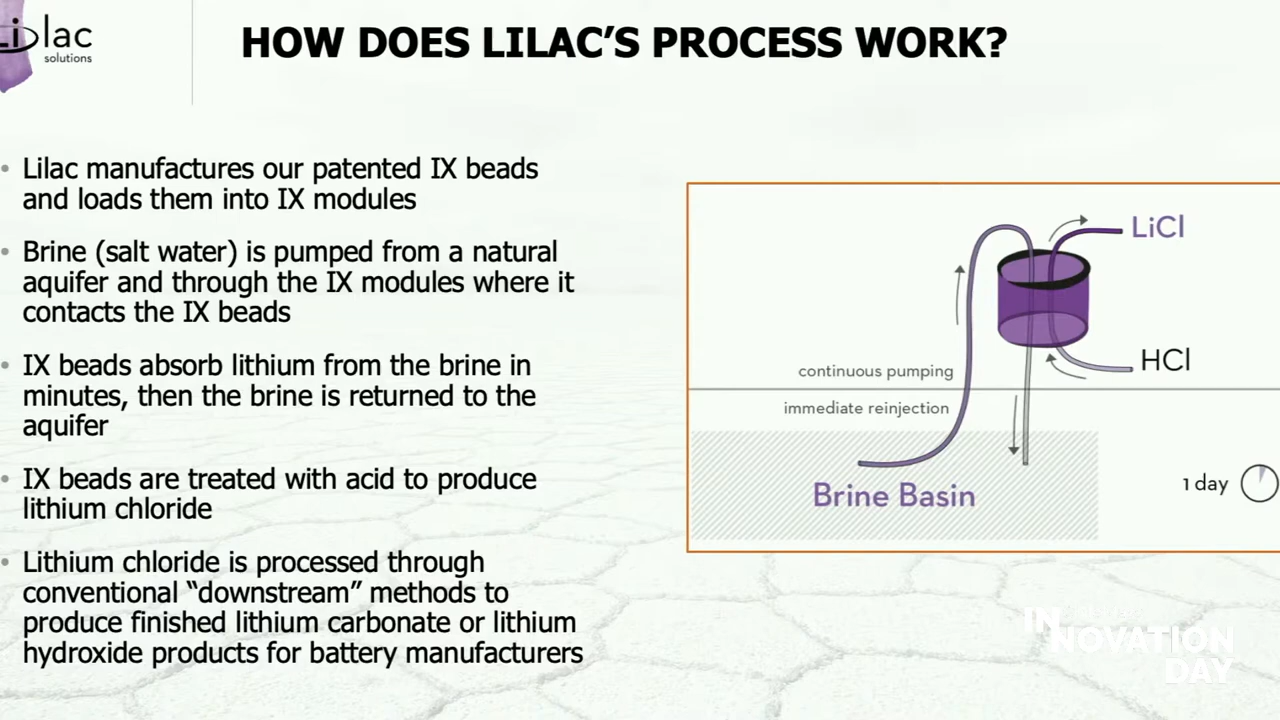 Lilac
solutions
HOW DOES LILAC’S PROCESS WORK?
• Lilac manufactures our patented IX beads
and loads them into IX modules
• Brine (salt water) is pumped from a natural
aquifer and through the IX modules where it
contacts the IX beads
• IX beads absorb lithium from the brine in
minutes, then the brine is returned to the
aquifer
• IX beads are treated with acid to produce
lithium chloride
• Lithium chloride is processed through
conventional “downstream” methods to
produce finished lithium carbonate or lithium
hydroxide products for battery manufacturers
LiCl
HCl
continuous pumping
immediate reinjection
Brine Basin
1 day
IN
NOVATION
DAY